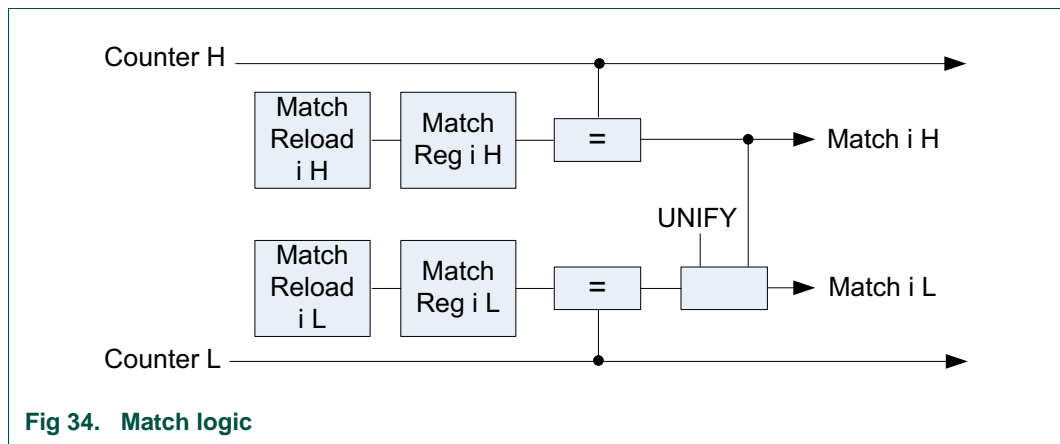 Counter H
Match
Reload
i H
Match
Reg i H
=
Match i H
UNIFY
Match
Reload
i L
Match
Reg i L
=
Match i L
Counter L
Fig 34. Match logic